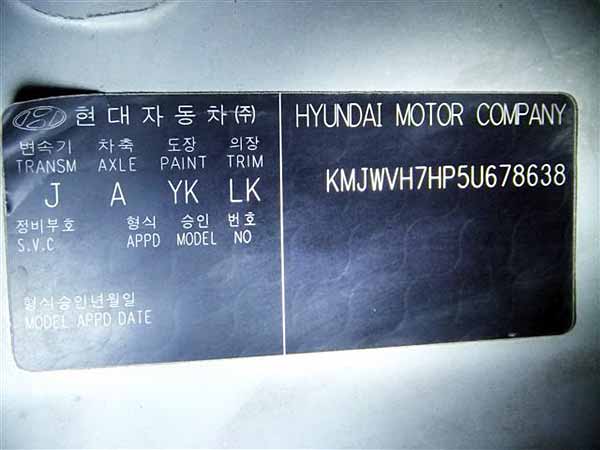 현대자동차(주)
변속기 차축 도장 의장
TRANSM AXLE PAINT TRIM
J A YK LK
정비부호 형식 승인 번호
S.V.C APPD MODEL NO
형식승인년월일
MODEL APPD DATE
HYUNDAI MOTOR COMPANY
KMJWVH7HP5U678638